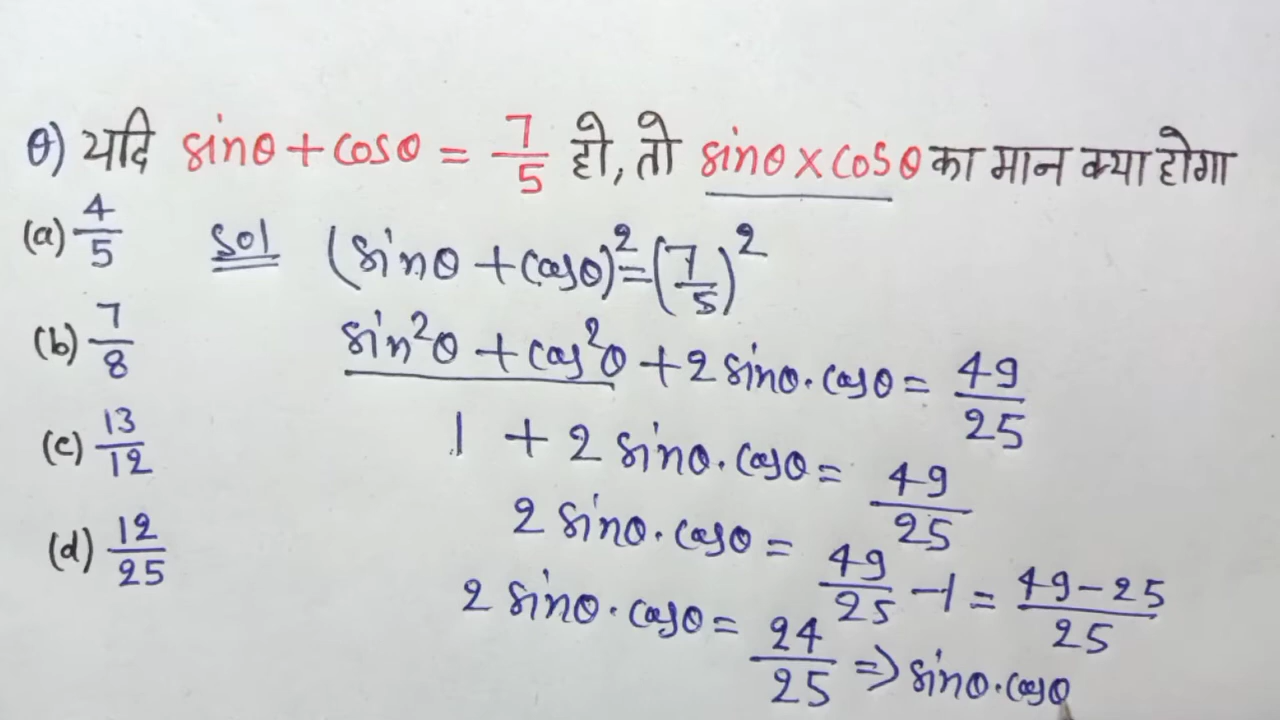 Q) यदि sinθ + cosθ = 7/5 हो, तो sinθ × cosθ का मान क्या होगा
(a) 4/5
(b) 7/8
(c) 13/12
(d) 12/25
Sol (sinθ + cosθ)² = (7/5)²
sin²θ + cos²θ + 2 sinθ.cosθ = 49/25
1 + 2 sinθ.cosθ = 49/25
2 sinθ.cosθ = 49/25 - 1 = 49-25/25
2 sinθ.cosθ = 24/25 => sinθ.cosθ